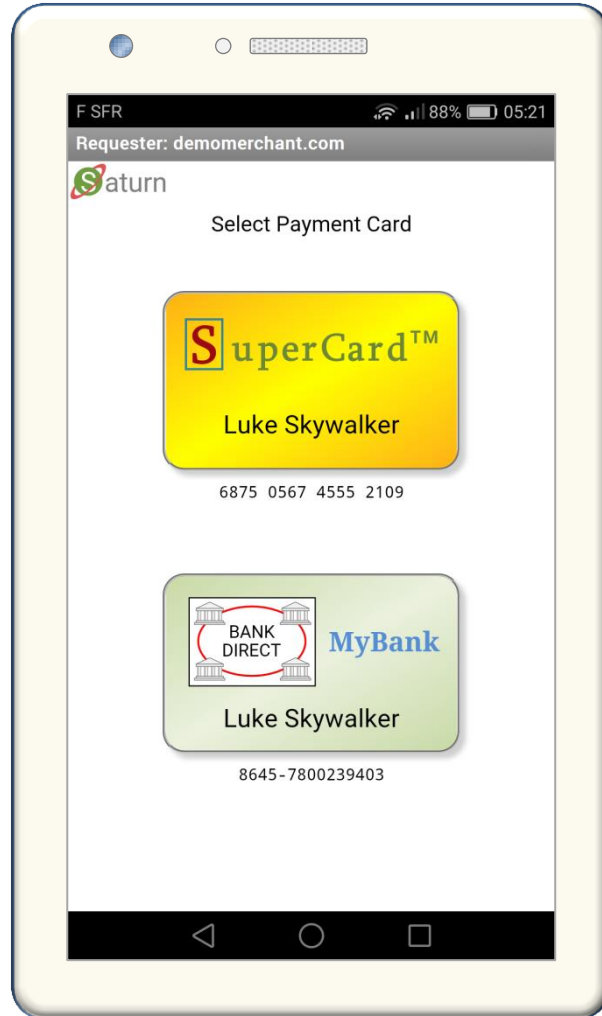 F SFR 88% 05:21
Requester: demomerchant.com
Saturn
Select Payment Card
SuperCard™
Luke Skywalker
6875 0567 4555 2109
BANK
DIRECT
MyBank
Luke Skywalker
8645-7800239403